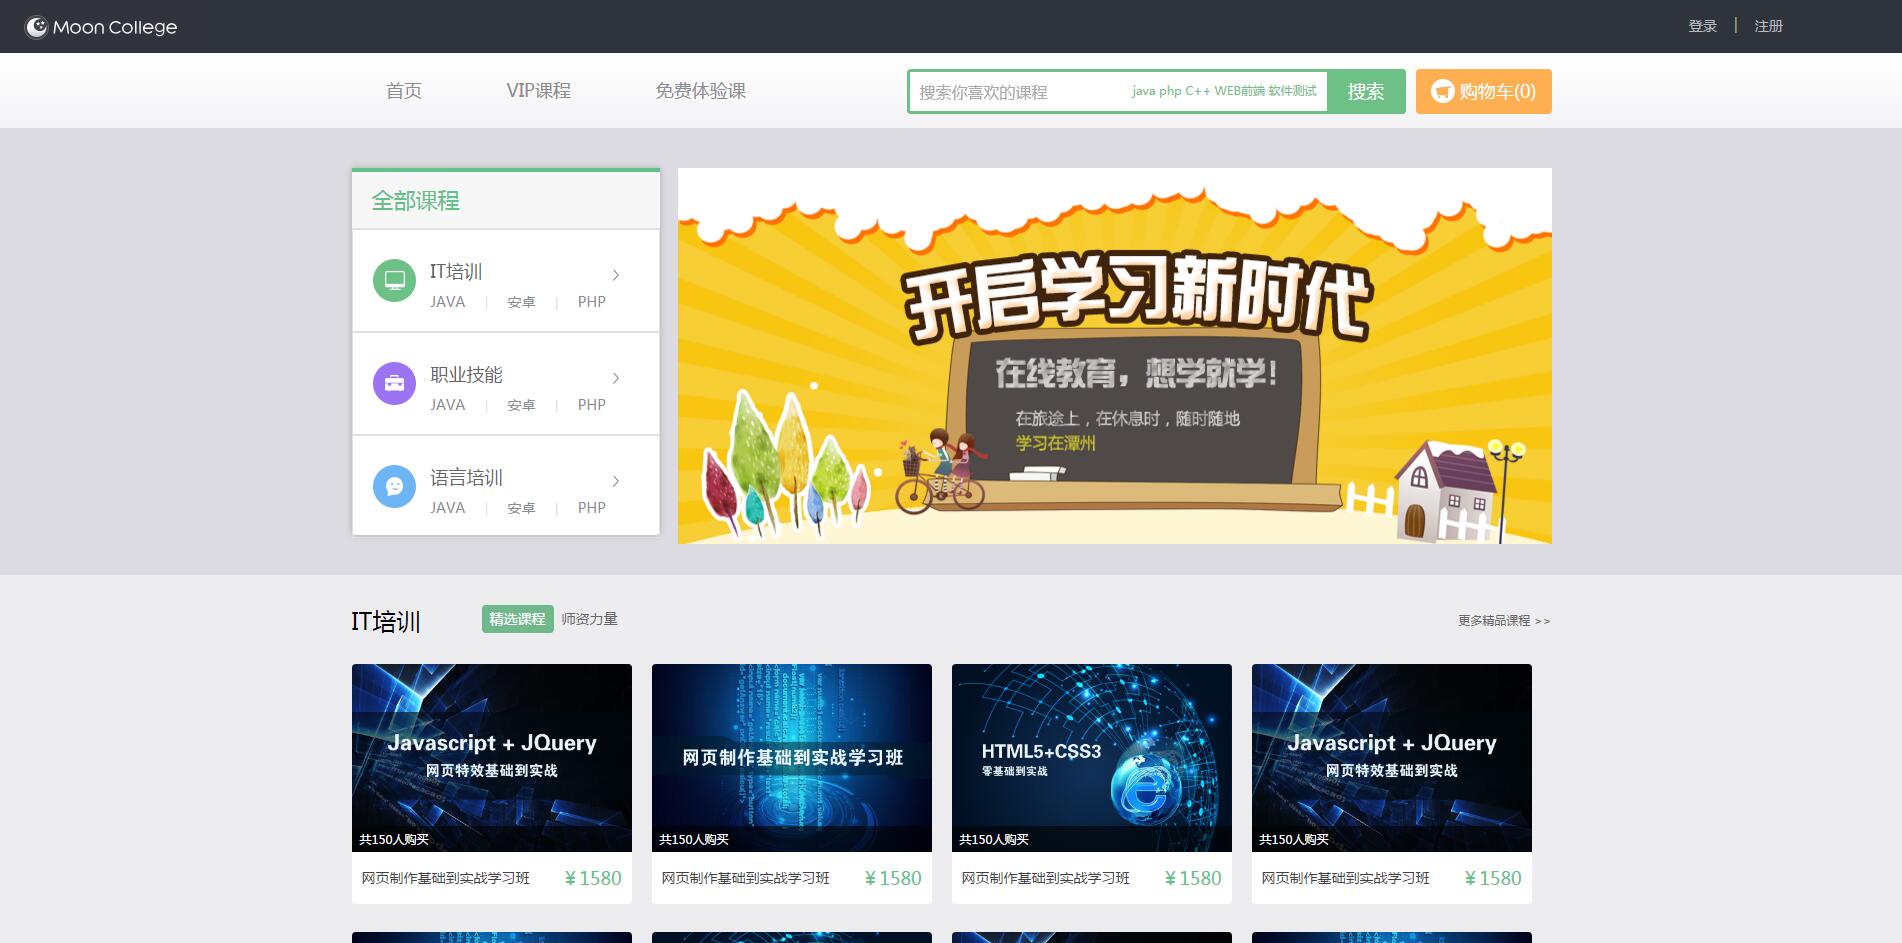 Moon College
登录 | 注册
首页 VIP课程 免费体验课
搜索你喜欢的课程 java php C++ WEB前端 软件测试 搜索 购物车(0)
全部课程
IT培训
JAVA | 安卓 | PHP
职业技能
JAVA | 安卓 | PHP
语言培训
JAVA | 安卓 | PHP
开启学习新时代
在线教育，想学就学！
在旅途上，在休息时，随时随地
学习在潭州
IT培训 精选课程 师资力量 更多精品课程 >>
Javascript + JQuery
网页特效基础到实战
共150人购买
网页制作基础到实战学习班 ¥1580
网页制作基础到实战学习班
共150人购买
网页制作基础到实战学习班 ¥1580
HTML5+CSS3
零基础到实战
共150人购买
网页制作基础到实战学习班 ¥1580
Javascript + JQuery
网页特效基础到实战
共150人购买
网页制作基础到实战学习班 ¥1580